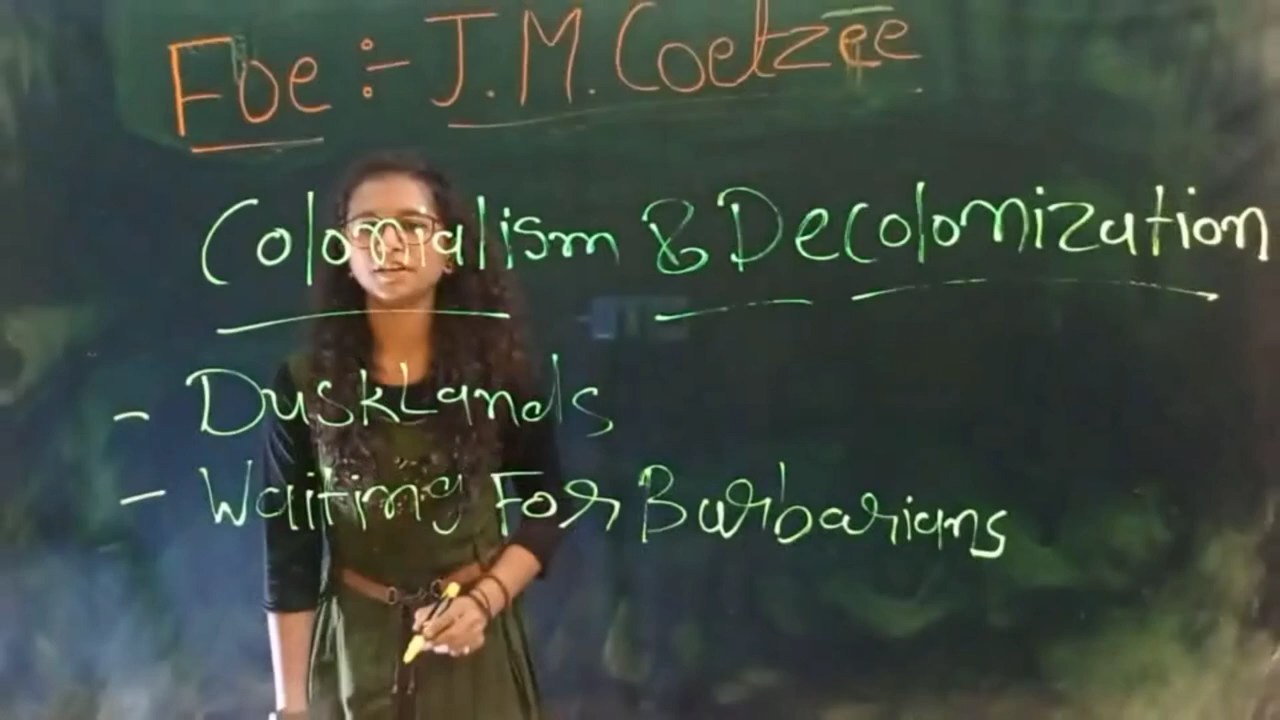 Foe :- J.M. Coetzee
Colonialism & Decolonization
- DuskLands
- Waiting For Barbarians